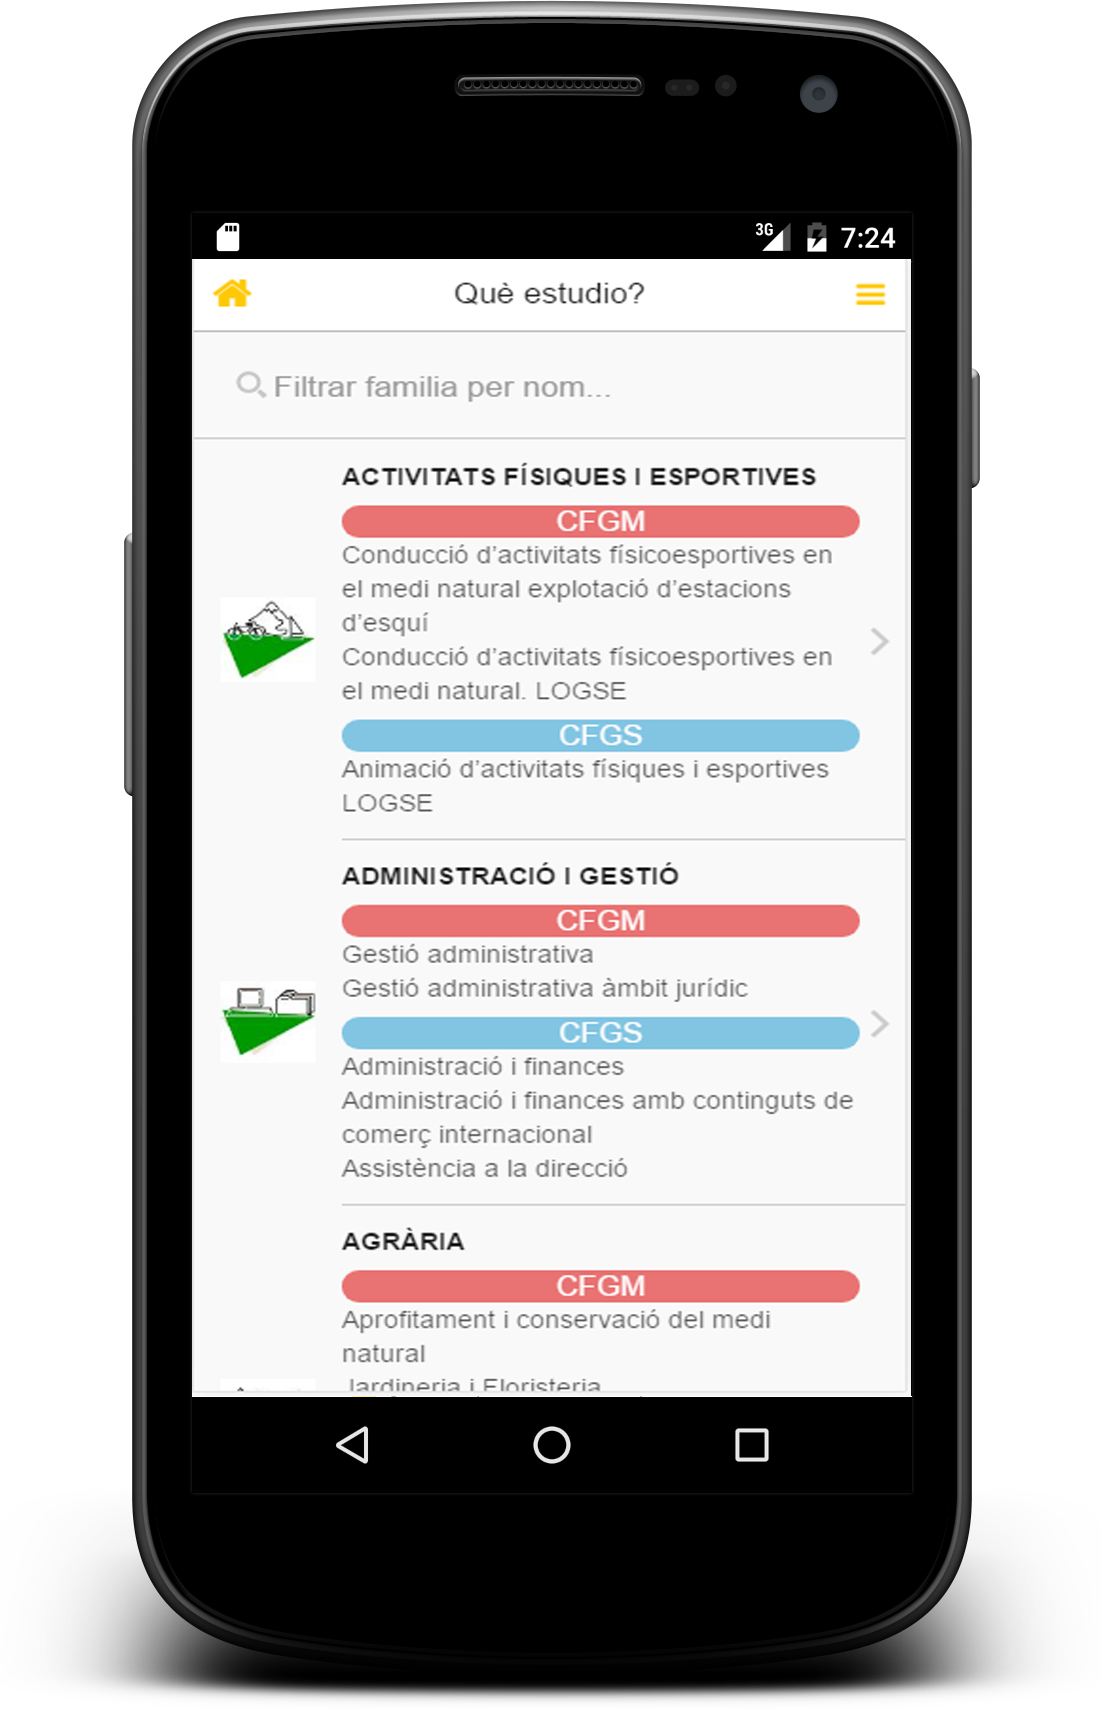 3G 7:24
Què estudio?
Filtrar familia per nom...
ACTIVITATS FÍSIQUES I ESPORTIVES
CFGM
Conducció d'activitats físicoesportives en
el medi natural explotació d'estacions
d'esquí
Conducció d'activitats físicoesportives en
el medi natural. LOGSE
CFGS
Animació d'activitats físiques i esportives
LOGSE
ADMINISTRACIÓ I GESTIÓ
CFGM
Gestió administrativa
Gestió administrativa àmbit jurídic
CFGS
Administració i finances
Administració i finances amb continguts de
comerç internacional
Assistència a la direcció
AGRÀRIA
CFGM
Aprofitament i conservació del medi
natural
Jardineria i Floristeria